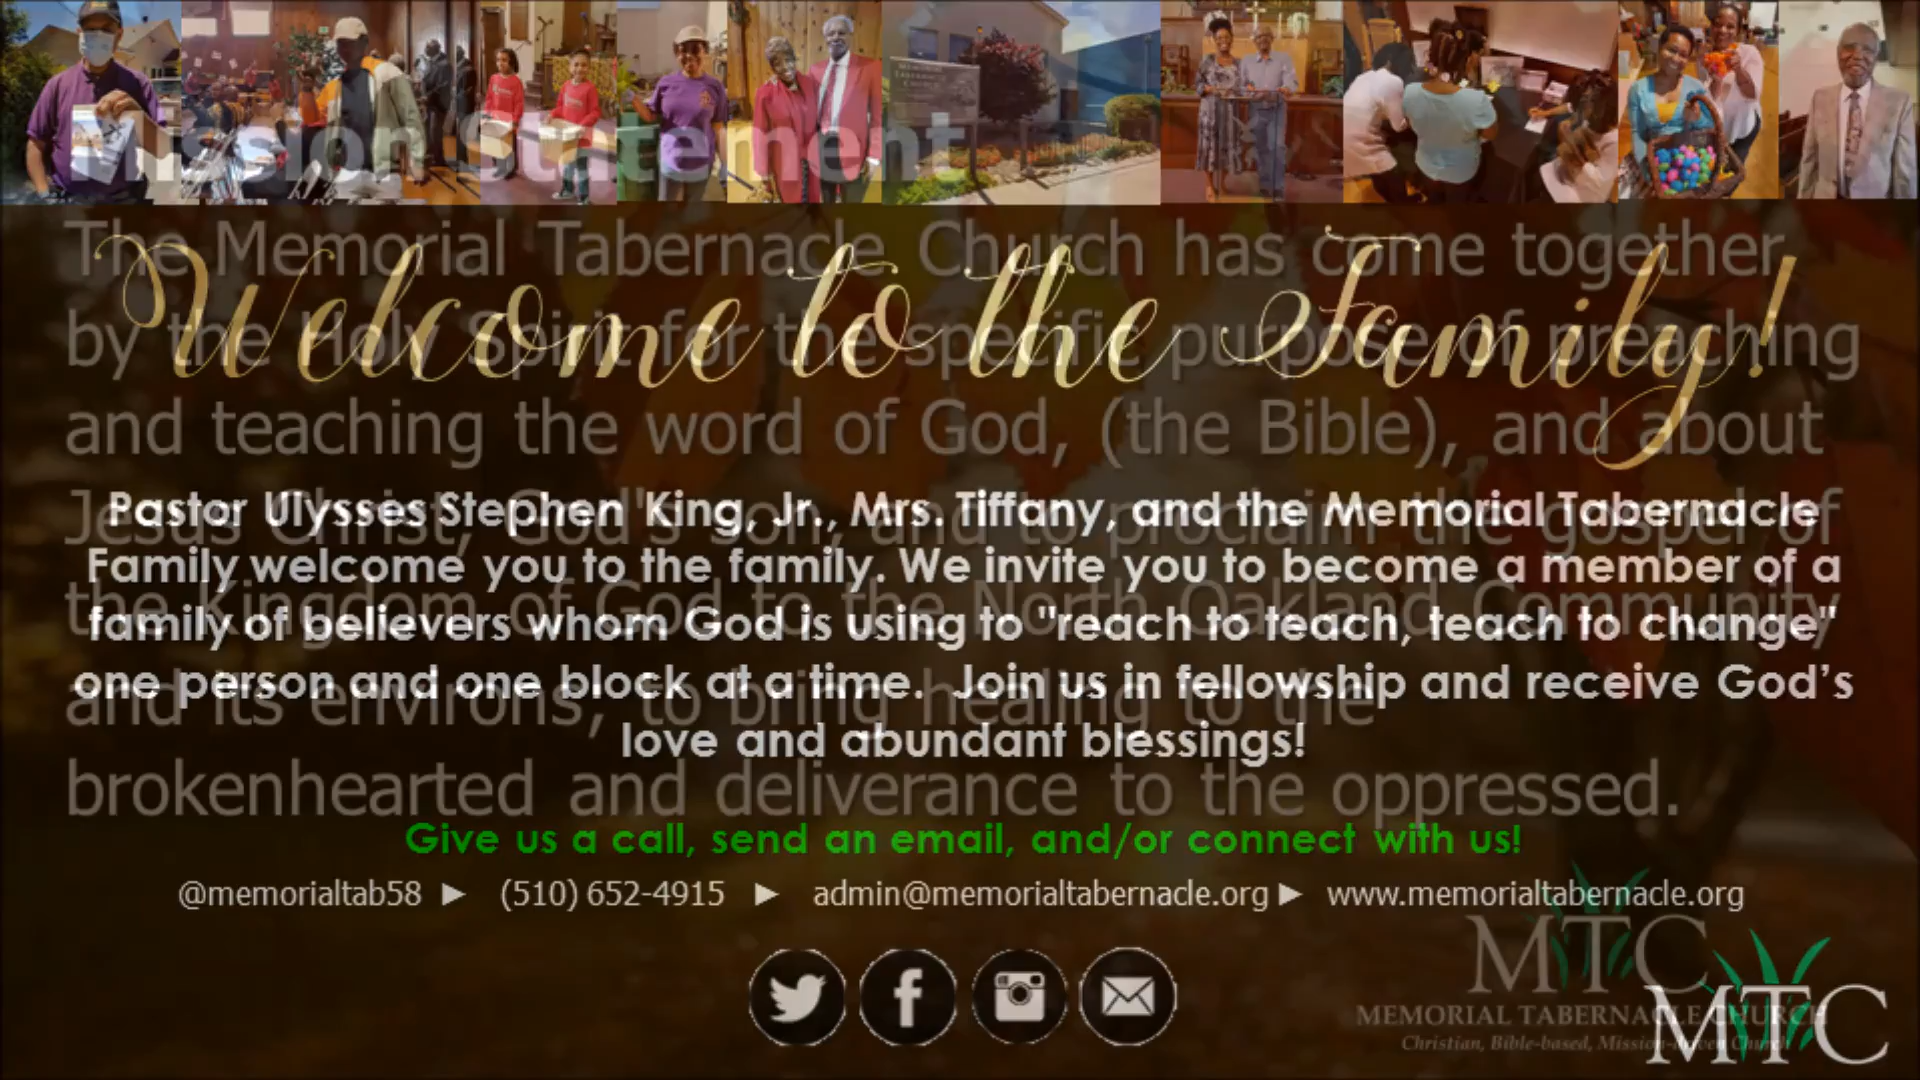 Mission Statement
The Memorial Tabernacle Church has come together
by the Holy Spirit for the specific purpose of preaching
and teaching the word of God, (the Bible), and about
Jesus Christ, God's son, and to proclaim the gospel of
the Kingdom of God to the North Oakland Community
and its environs, to bring healing to the
brokenhearted and deliverance to the oppressed.
Welcome to the Family!
Pastor Ulysses Stephen King, Jr., Mrs. Tiffany, and the Memorial Tabernacle
Family welcome you to the family. We invite you to become a member of a
family of believers whom God is using to "reach to teach, teach to change"
one person and one block at a time. Join us in fellowship and receive God’s
love and abundant blessings!
Give us a call, send an email, and/or connect with us!
@memorialtab58 ► (510) 652-4915 ► admin@memorialtabernacle.org ► www.memorialtabernacle.org
MTC
MEMORIAL TABERNACLE CHURCH
Christian, Bible-based, Mission-driven Church
MTC